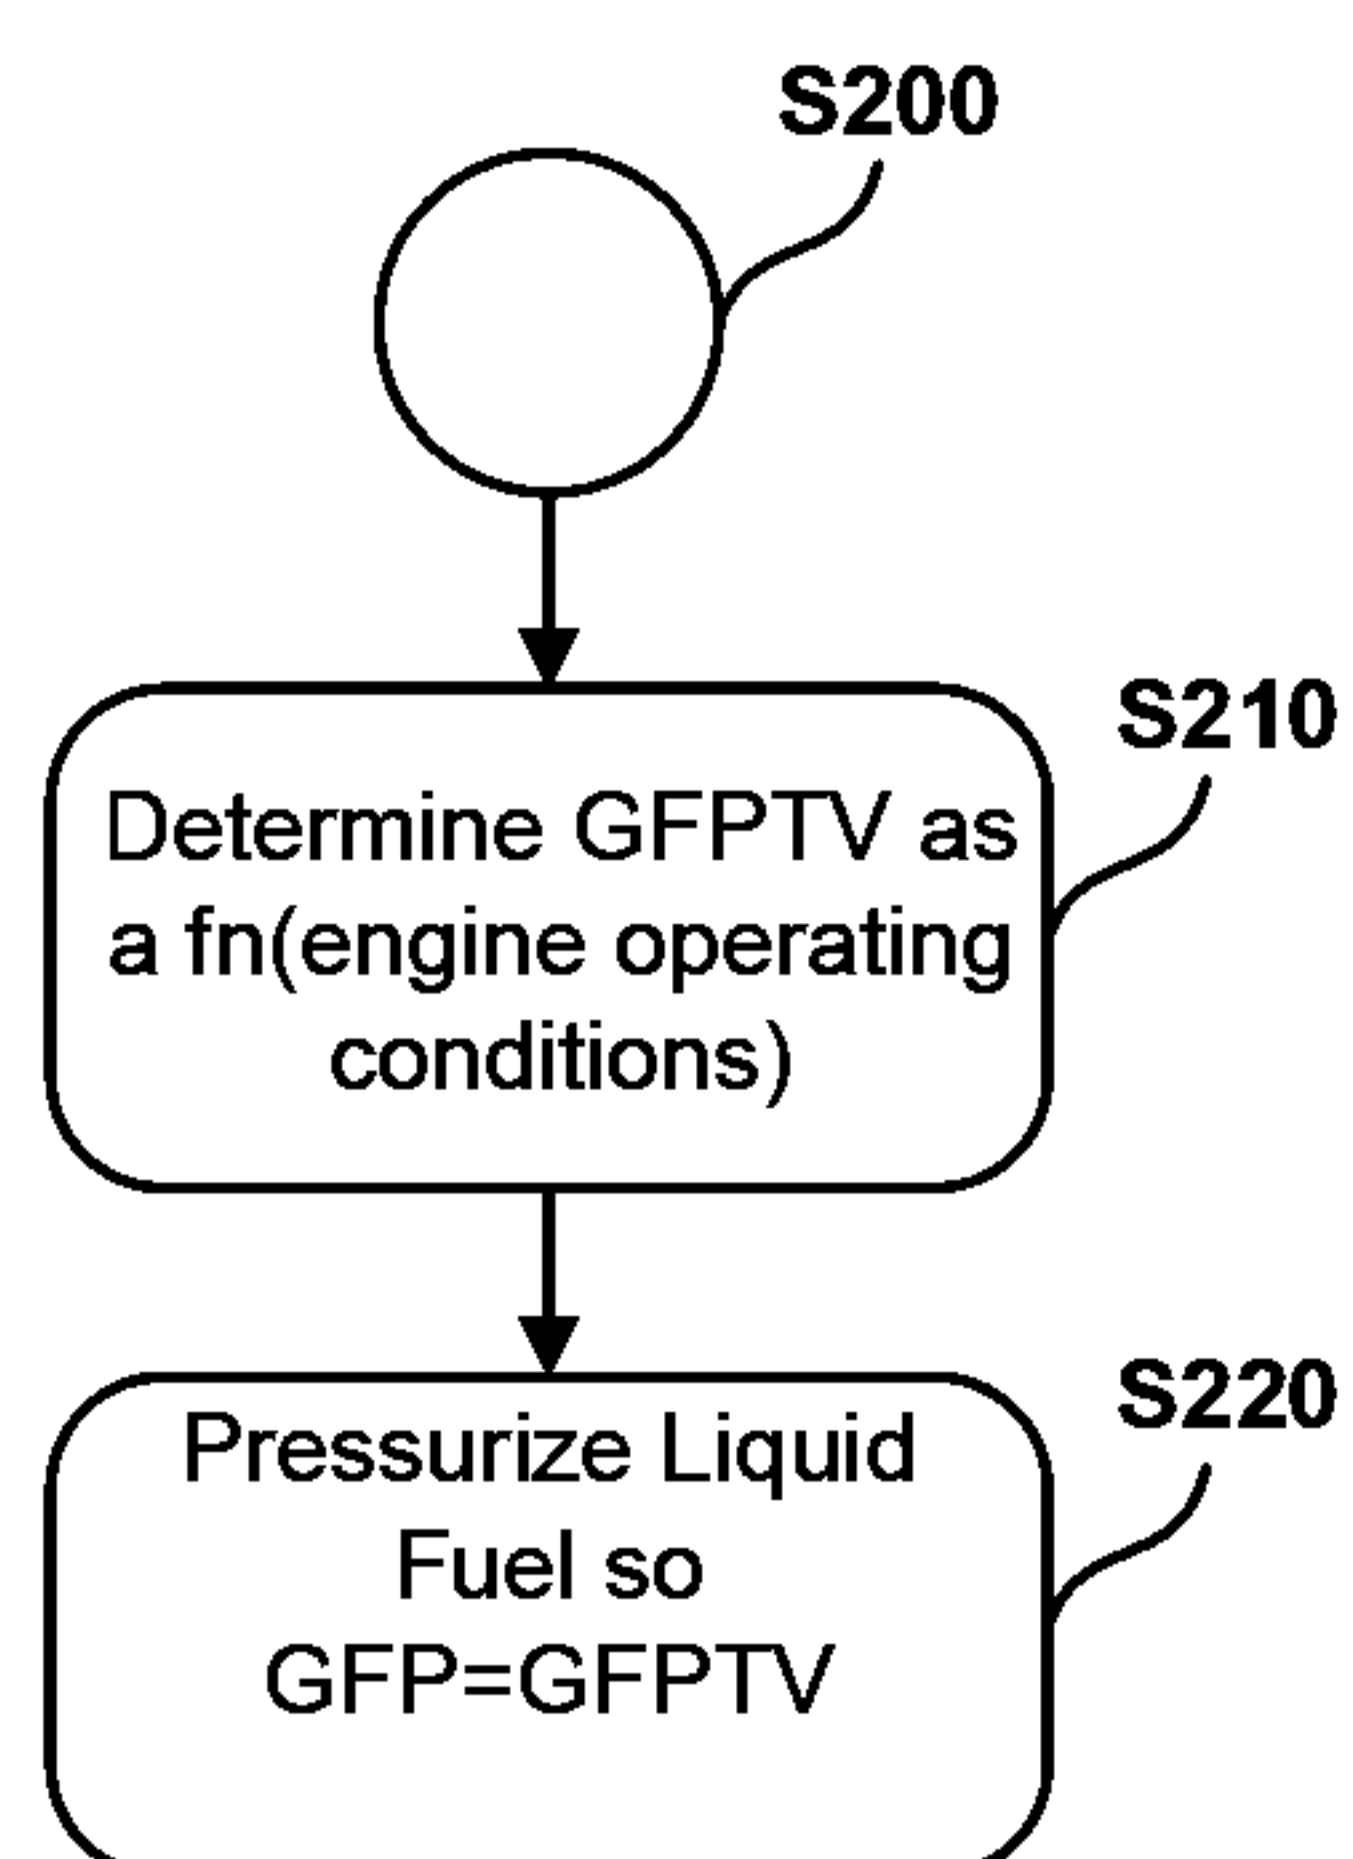 S200
S210
Determine GFPTV as
a fn(engine operating
conditions)
S220
Pressurize Liquid
Fuel so
GFP=GFPTV